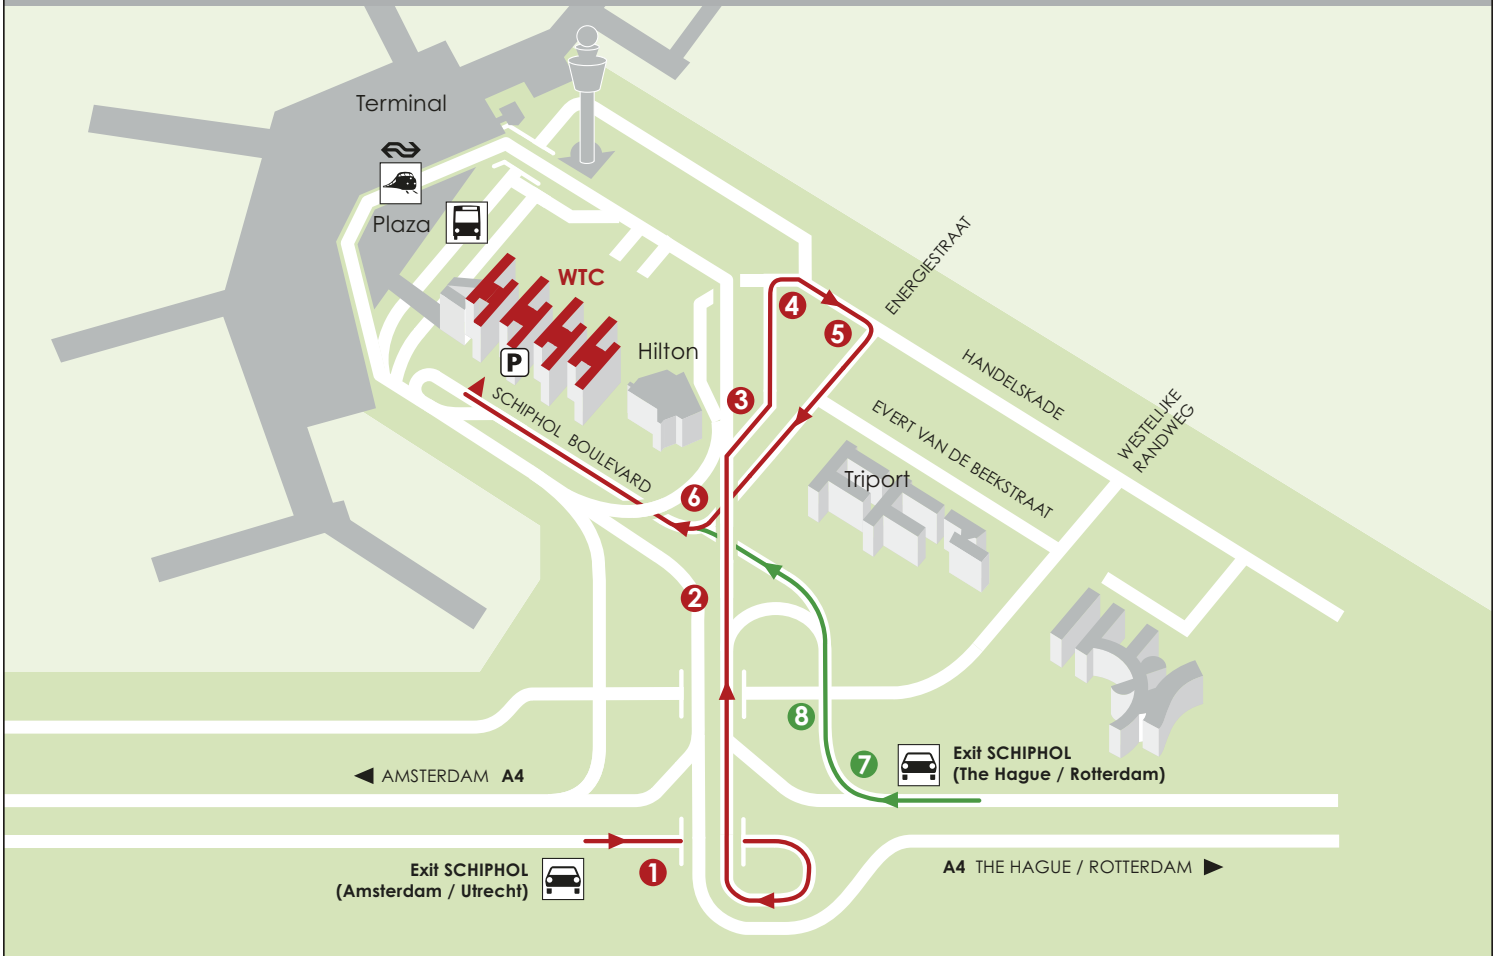 Terminal
Plaza
WTC
P
Hilton
SCHIPHOL BOULEVARD
ENERGIESTRAAT
HANDELSKADE
WESTELIJKE
RANDWEG
EVERT VAN DE BEEKSTRAAT
Triport
4
5
3
6
2
8
7
Exit SCHIPHOL
(The Hague / Rotterdam)
AMSTERDAM A4
1
Exit SCHIPHOL
(Amsterdam / Utrecht)
A4 THE HAGUE / ROTTERDAM